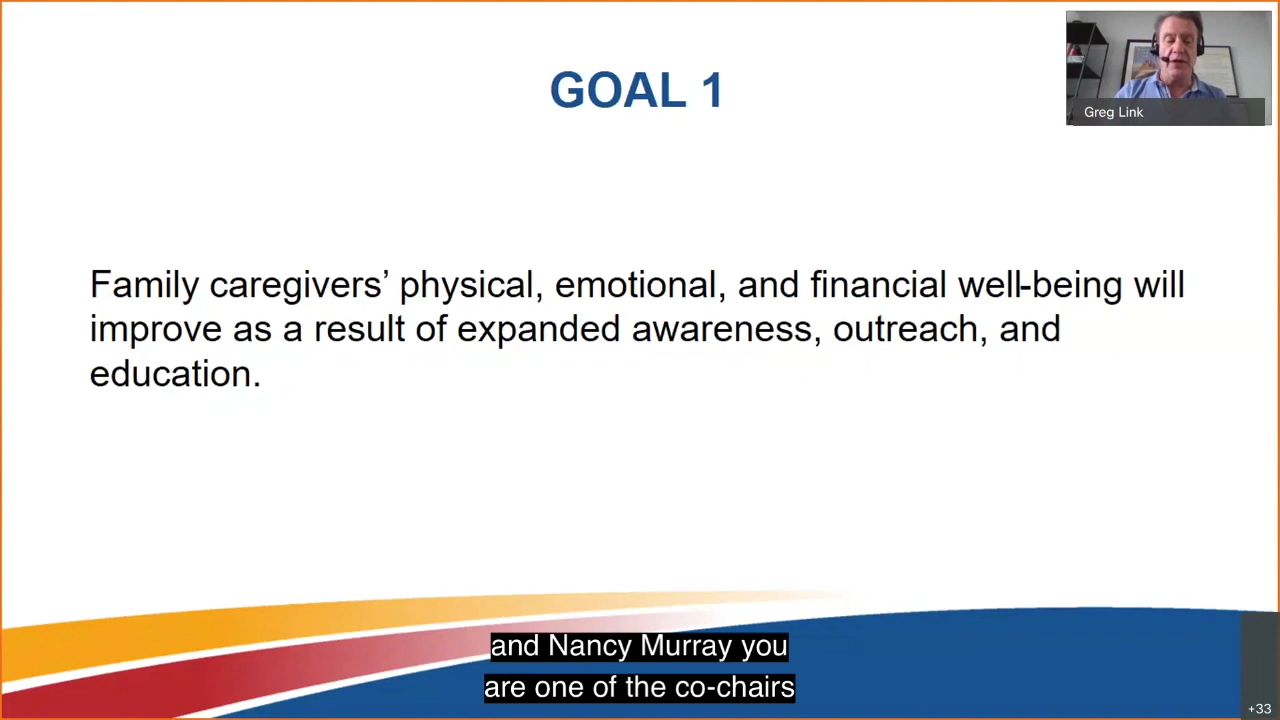 GOAL 1
Greg Link
Family caregivers’ physical, emotional, and financial well-being will
improve as a result of expanded awareness, outreach, and
education.
and Nancy Murray you
are one of the co-chairs
+33